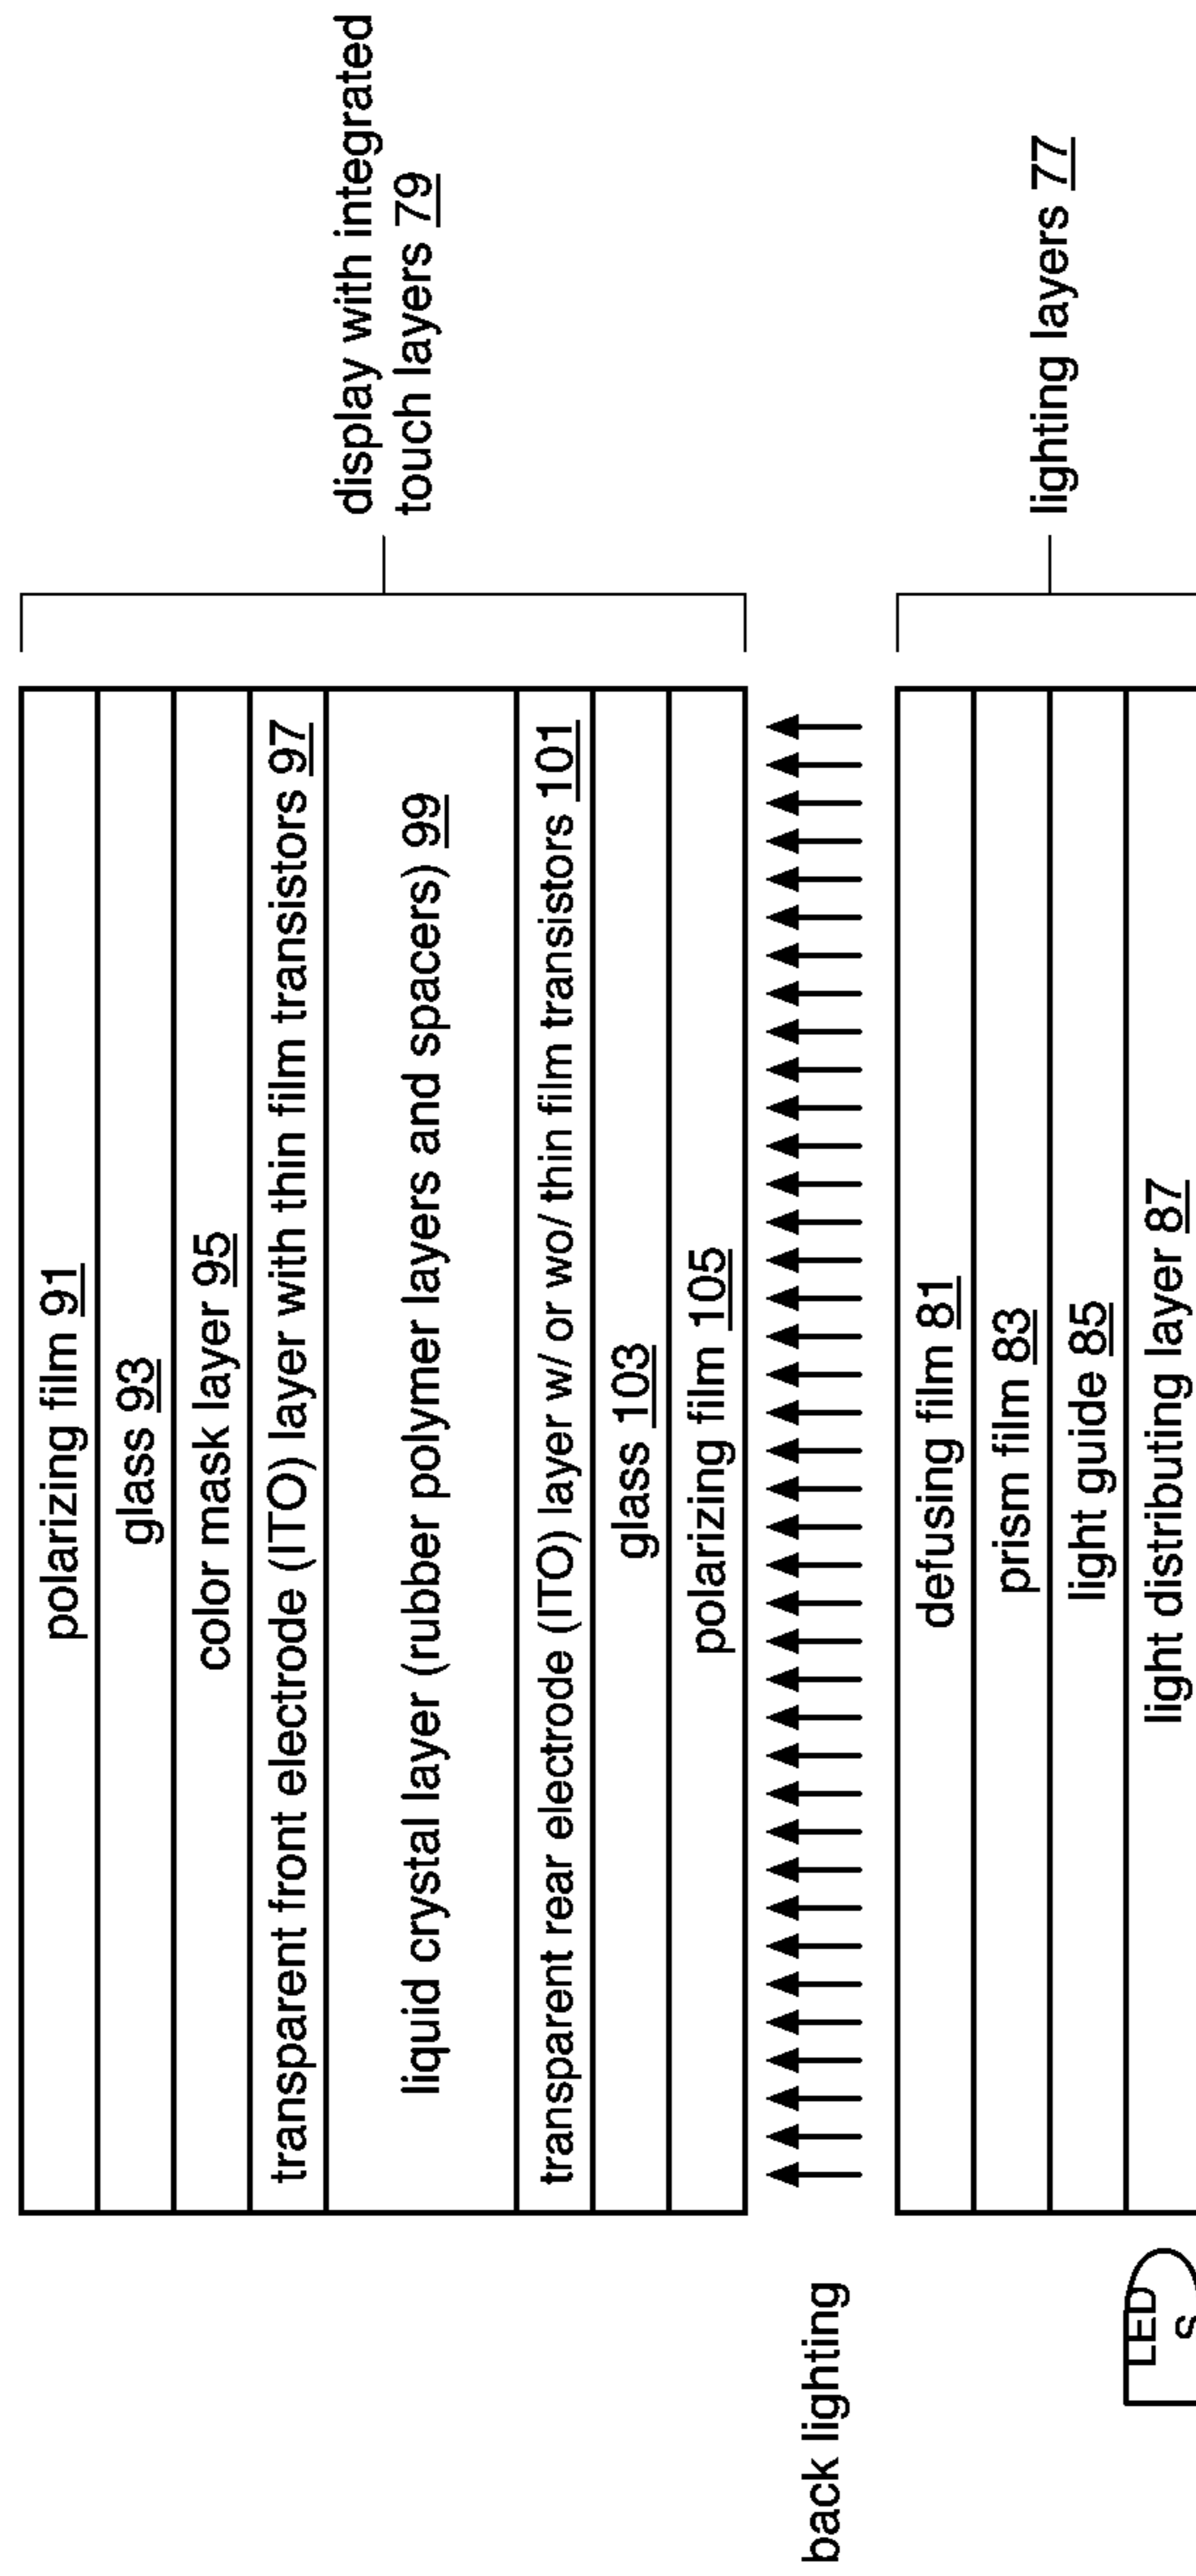 polarizing film 91
glass 93
color mask layer 95
transparent front electrode (ITO) layer with thin film transistors 97
liquid crystal layer (rubber polymer layers and spacers) 99
transparent rear electrode (ITO) layer w/ or wo/ thin film transistors 101
glass 103
polarizing film 105
display with integrated
touch layers 79
back lighting
defusing film 81
prism film 83
light guide 85
light distributing layer 87
lighting layers 77
LED
S